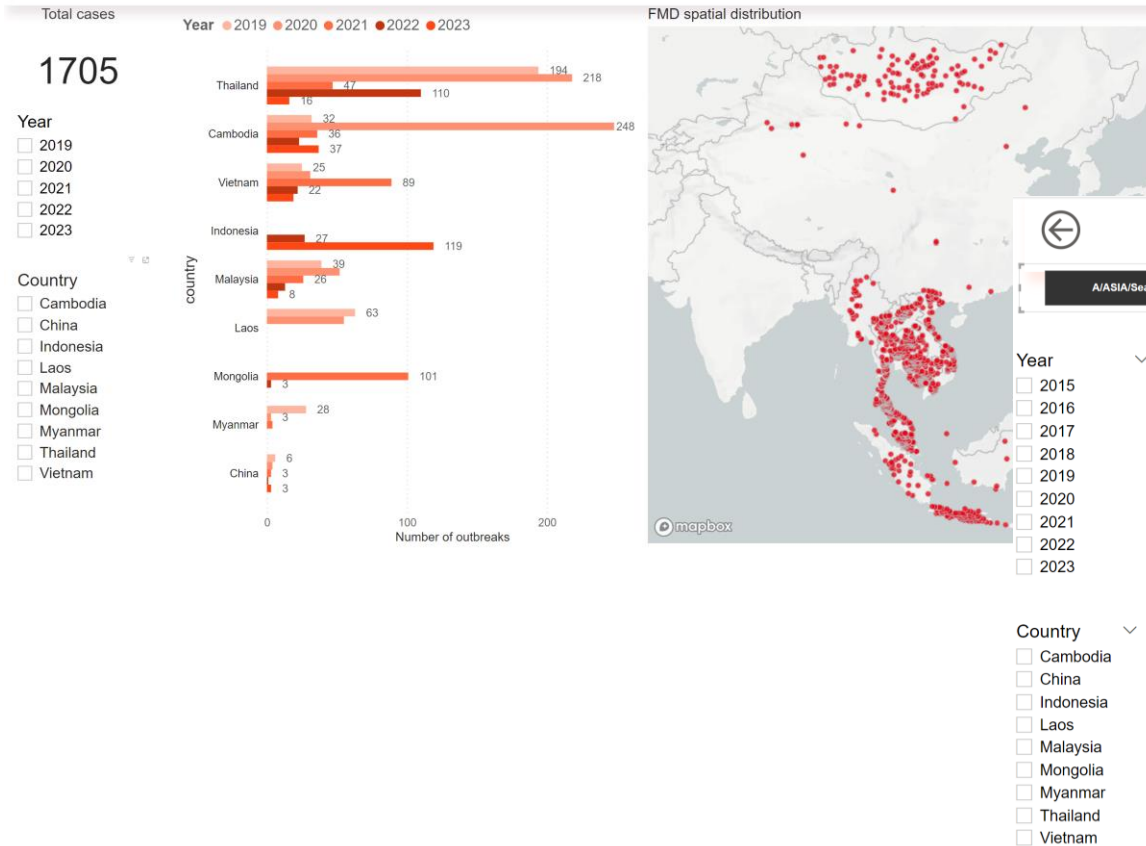 Total cases
1705
Year
2019
2020
2021
2022
2023
Country
Cambodia
China
Indonesia
Laos
Malaysia
Mongolia
Myanmar
Thailand
Vietnam
Year 2019 2020 2021 2022 2023
country
Thailand
194
218
47
110
16
Cambodia
32
248
36
37
Vietnam
25
89
22
Indonesia
27
119
Malaysia
39
26
8
Laos
63
Mongolia
101
3
Myanmar
28
3
China
6
3
3
0 100 200
Number of outbreaks
FMD spatial distribution
mapbox
A/ASIA/Sea
Year
2015
2016
2017
2018
2019
2020
2021
2022
2023
Country
Cambodia
China
Indonesia
Laos
Malaysia
Mongolia
Myanmar
Thailand
Vietnam